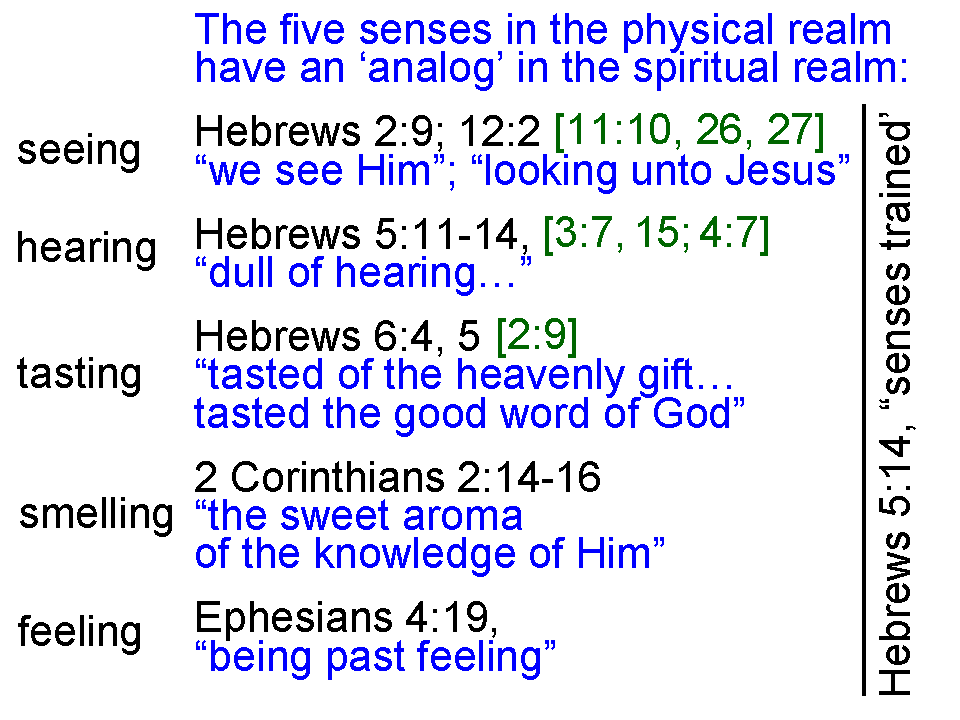 The five senses in the physical realm
have an ‘analog’ in the spiritual realm:
seeing
Hebrews 2:9; 12:2 [11:10, 26, 27]
“we see Him”; “looking unto Jesus”
hearing
Hebrews 5:11-14, [3:7, 15; 4:7]
“dull of hearing…”
tasting
Hebrews 6:4, 5 [2:9]
“tasted of the heavenly gift…
tasted the good word of God”
smelling
2 Corinthians 2:14-16
“the sweet aroma
of the knowledge of Him”
feeling
Ephesians 4:19,
“being past feeling”
Hebrews 5:14, “senses trained’